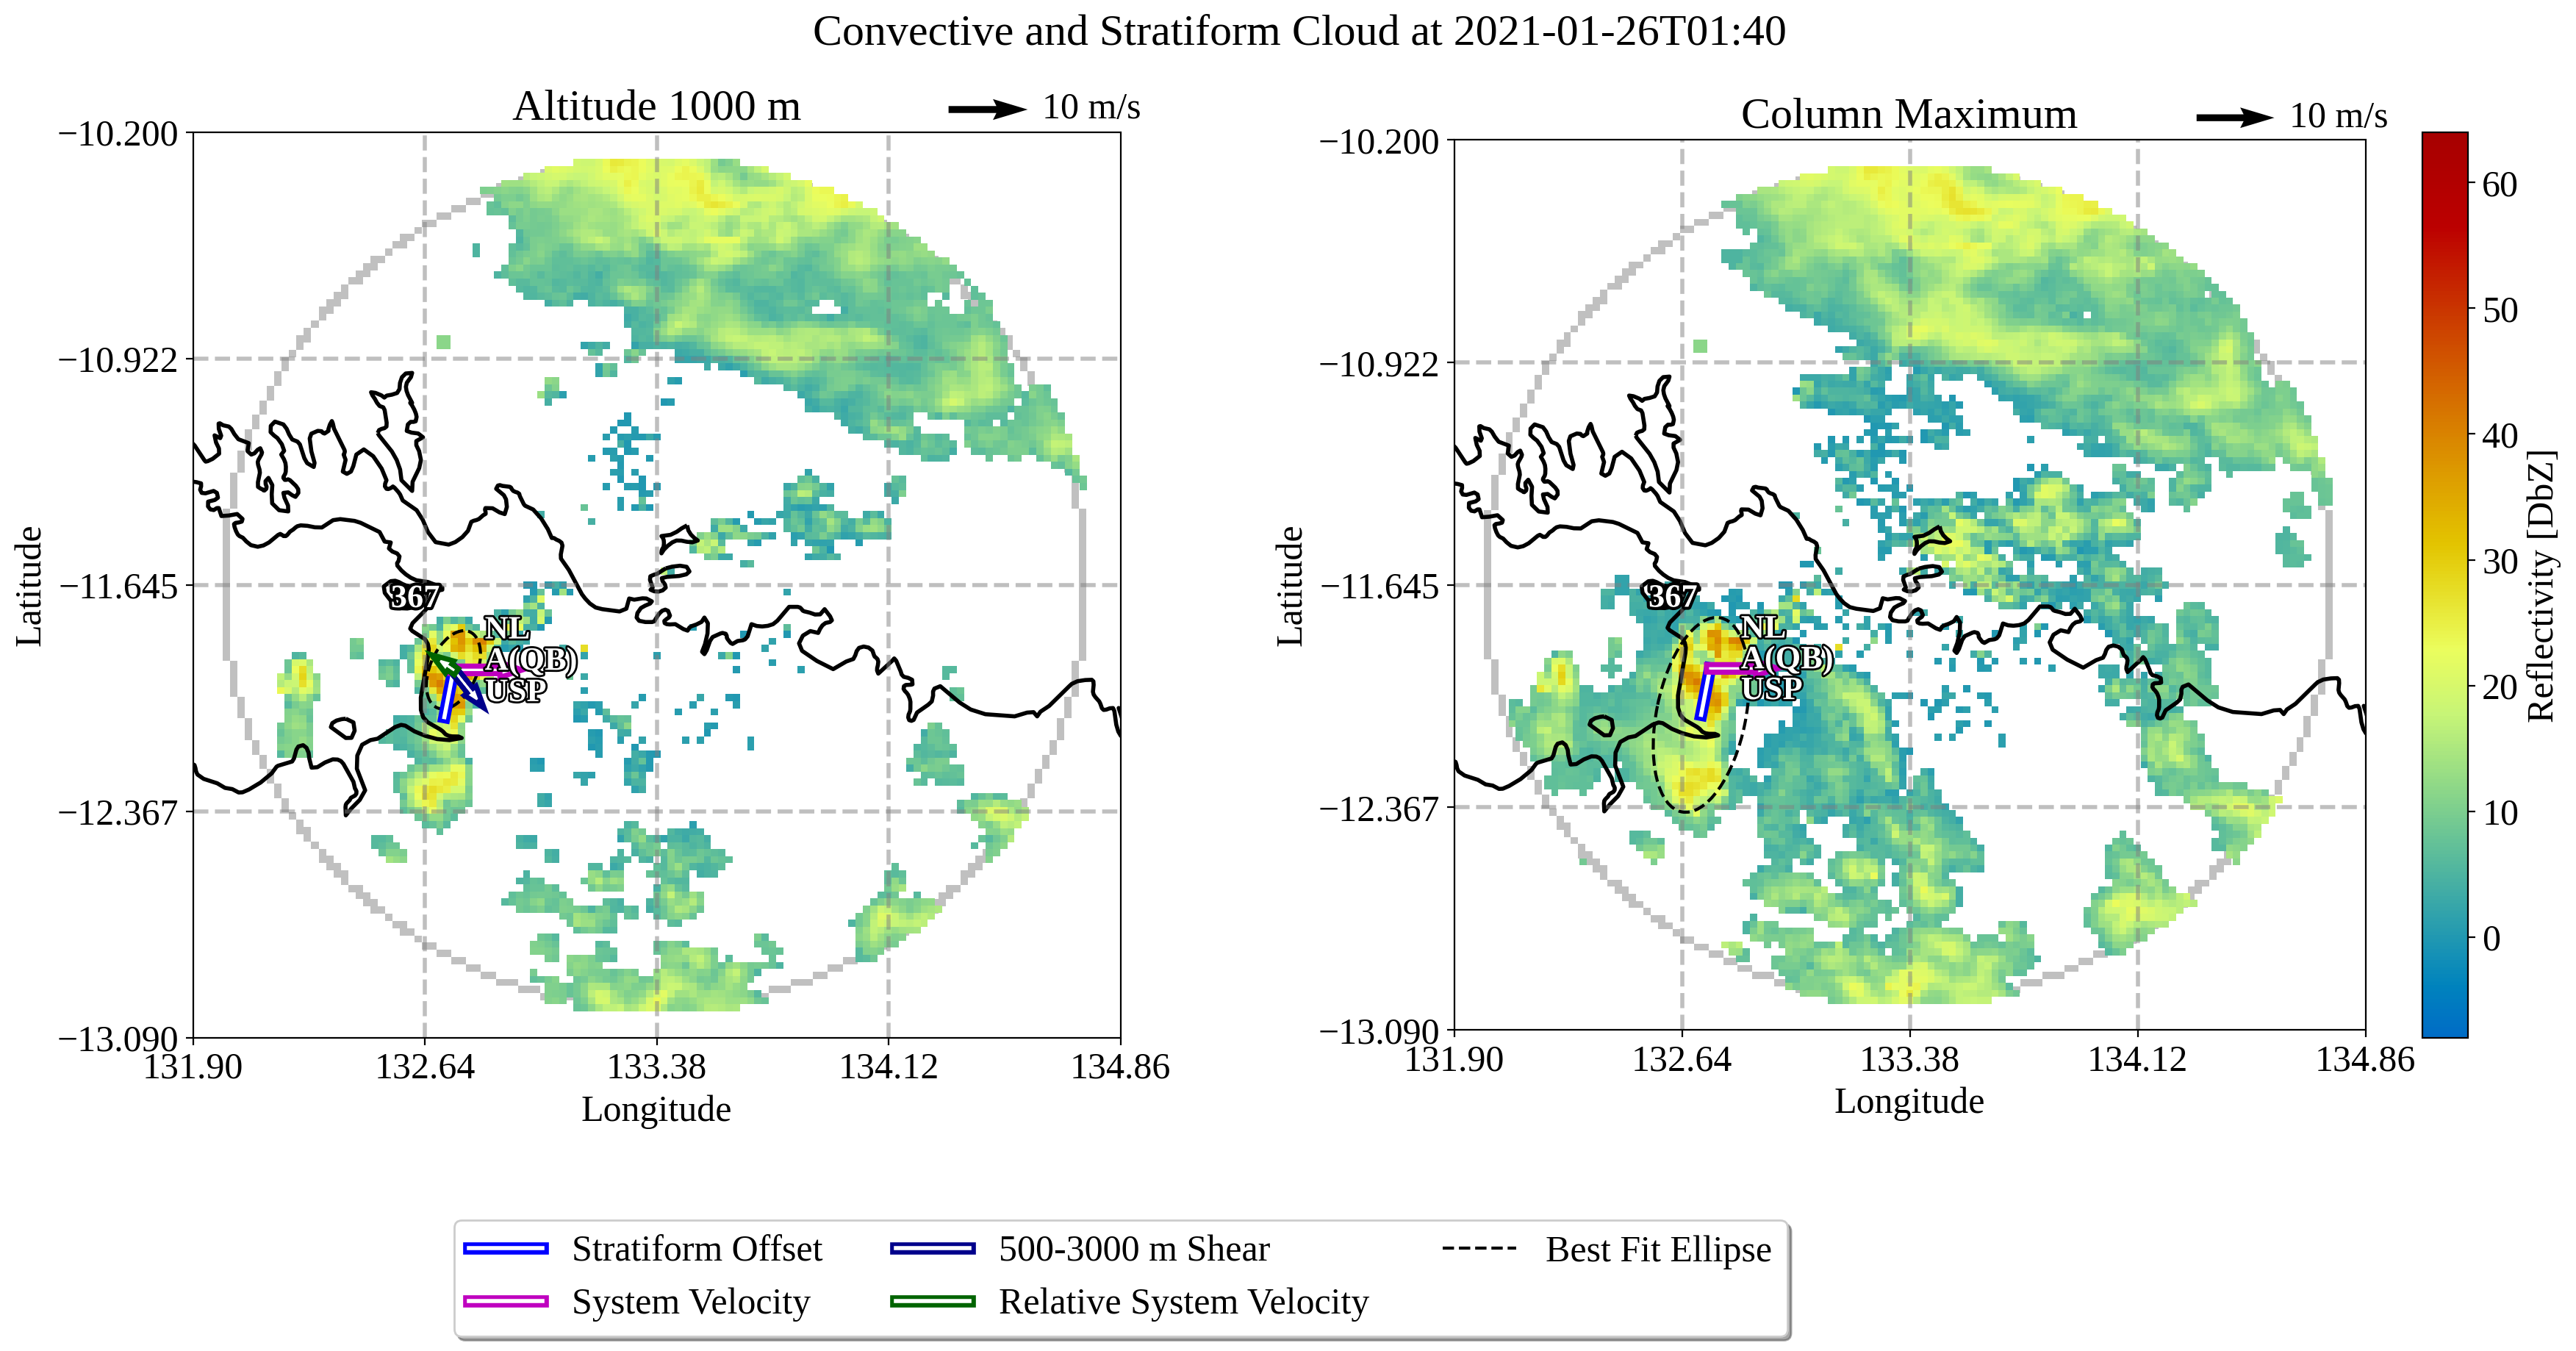 Convective and Stratiform Cloud at 2021-01-26T01:40
Altitude 1000 m
10 m/s
−10.200
−10.922
−11.645
−12.367
−13.090
131.90
132.64
133.38
134.12
134.86
Latitude
Longitude
367
NL
A(QB)
USP
Column Maximum
10 m/s
−10.200
−10.922
−11.645
−12.367
−13.090
131.90
132.64
133.38
134.12
134.86
Latitude
Longitude
367
NL
A(QB)
USP
60
50
40
30
20
10
0
Reflectivity [DbZ]
Stratiform Offset
System Velocity
500-3000 m Shear
Relative System Velocity
Best Fit Ellipse